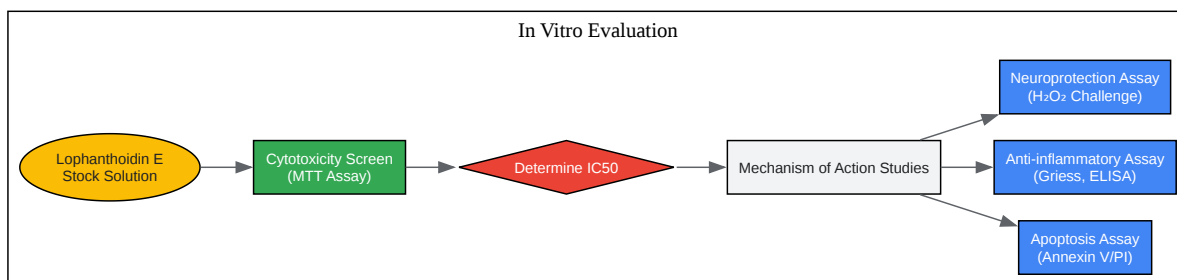 In Vitro Evaluation
Lophanthoidin E
Stock Solution
Cytotoxicity Screen
(MTT Assay)
Determine IC50
Mechanism of Action Studies
Neuroprotection Assay
(H₂O₂ Challenge)
Anti-inflammatory Assay
(Griess, ELISA)
Apoptosis Assay
(Annexin V/PI)